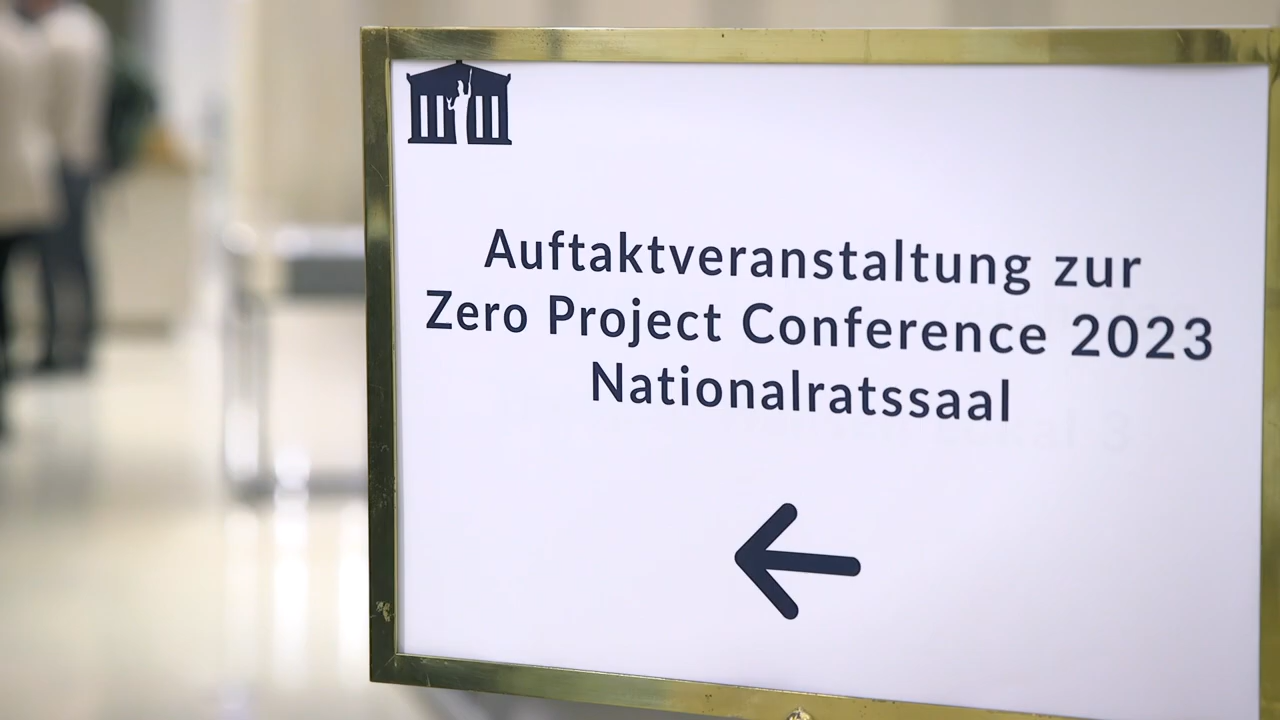 Auftaktveranstaltung zur
Zero Project Conference 2023
Nationalratssaal